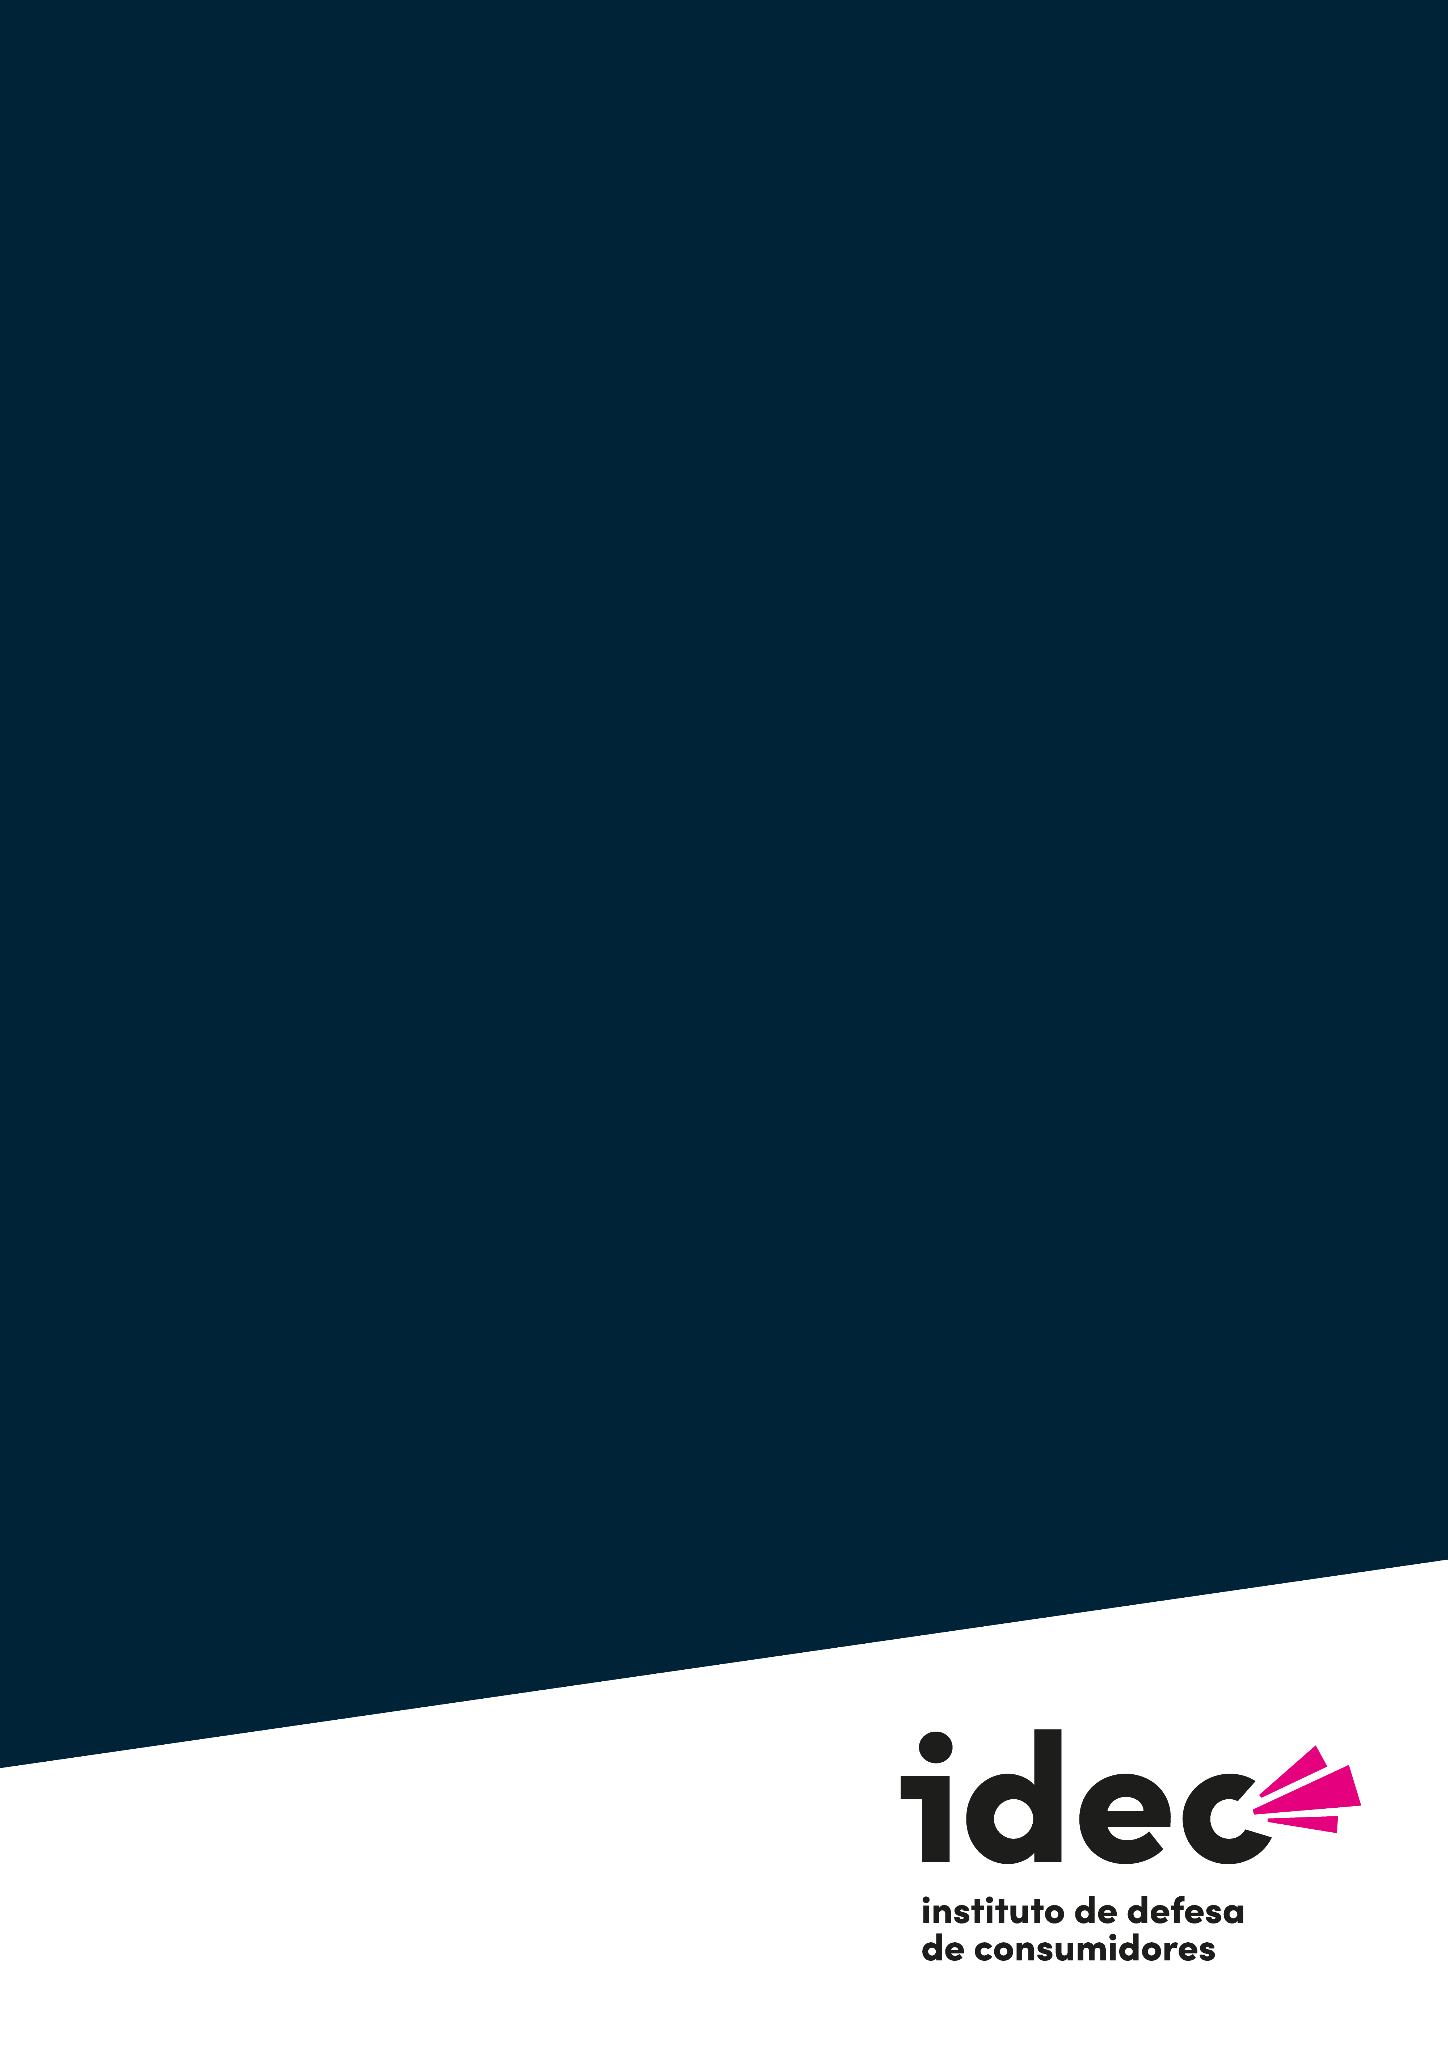 idec
instituto de defesa
de consumidores